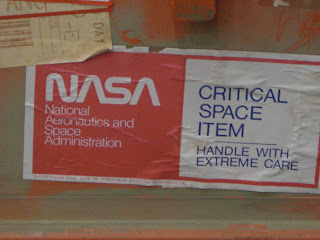 NASA
National
Aeronautics and
Space
Administration
CRITICAL
SPACE
ITEM
HANDLE WITH
EXTREME CARE